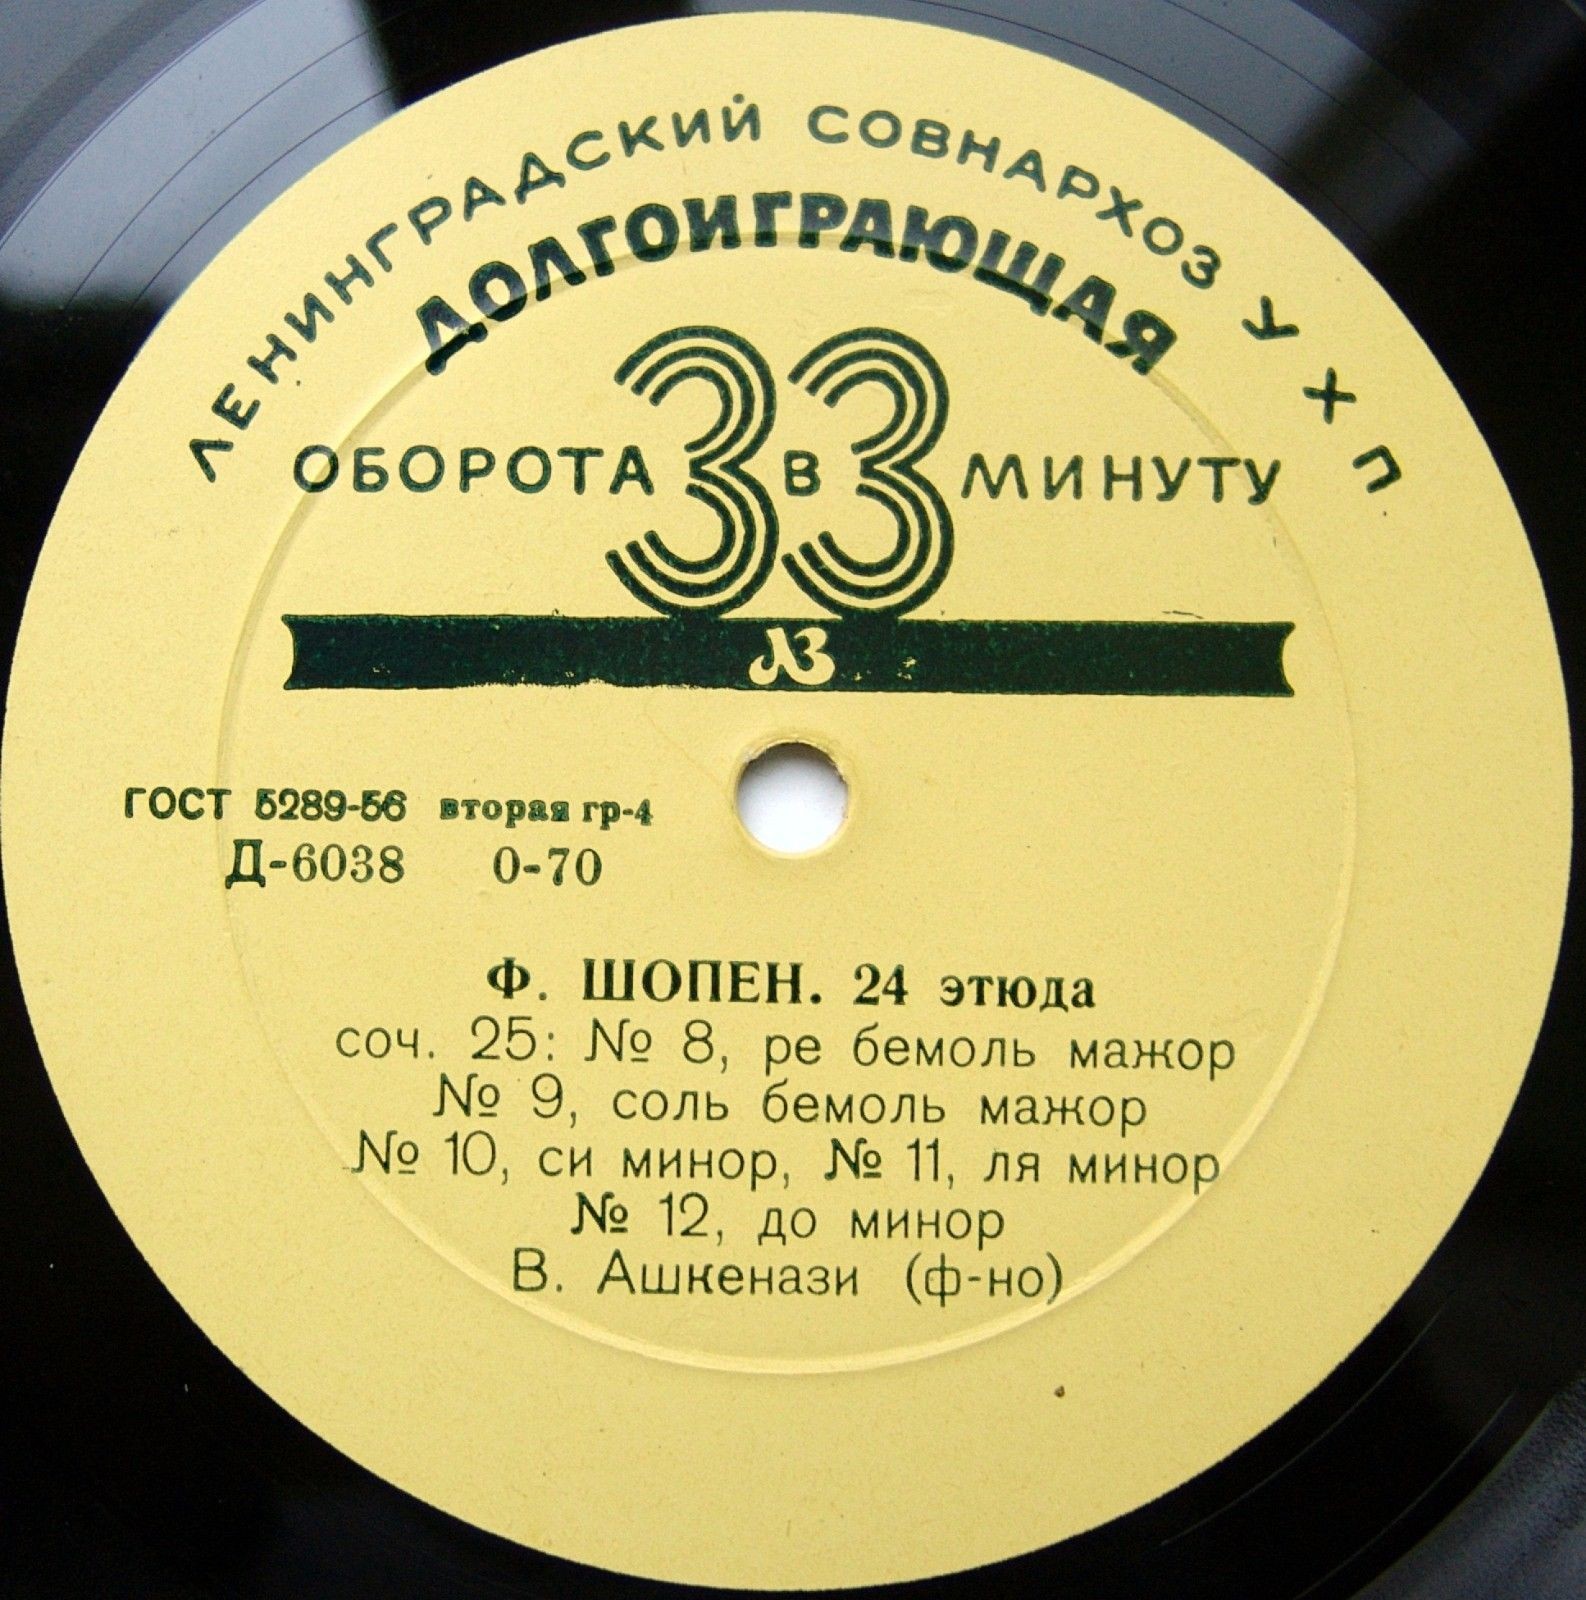 ЛЕНИНГРАДСКИЙ СОВНАРХОЗ УХП
ДОЛГОИГРАЮЩАЯ
33
ОБОРОТА В МИНУТУ
ЛЗ
ГОСТ 5289-56 вторая гр-4
Д-6038 0-70
Ф. ШОПЕН. 24 этюда
соч. 25: № 8, ре бемоль мажор
№ 9, соль бемоль мажор
№ 10, си минор, № 11, ля минор
№ 12, до минор
В. Ашкенази (ф-но)